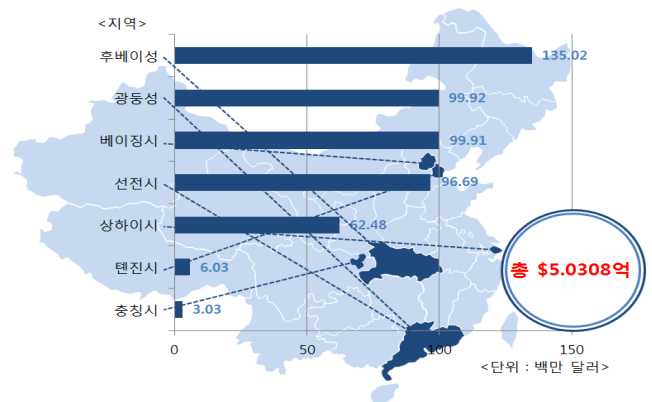 <지역>
후베이성 135.02
광둥성 99.92
베이징시 99.91
선전시 96.69
상하이시 62.48
톈진시 6.03
충칭시 3.03
총 $5.0308억
0 50 100 150
<단위 : 백만 달러>